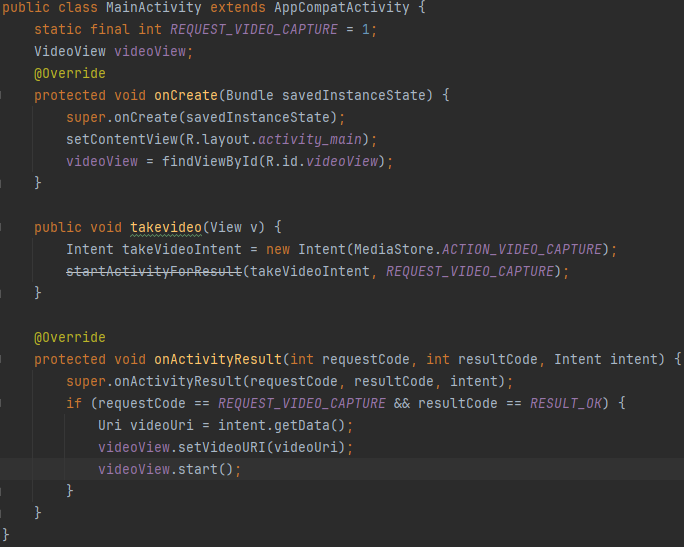 public class MainActivity extends AppCompatActivity {
    static final int REQUEST_VIDEO_CAPTURE = 1;
    VideoView videoView;
    @Override
    protected void onCreate(Bundle savedInstanceState) {
        super.onCreate(savedInstanceState);
        setContentView(R.layout.activity_main);
        videoView = findViewById(R.id.videoView);
    }

    public void takevideo(View v) {
        Intent takeVideoIntent = new Intent(MediaStore.ACTION_VIDEO_CAPTURE);
        startActivityForResult(takeVideoIntent, REQUEST_VIDEO_CAPTURE);
    }

    @Override
    protected void onActivityResult(int requestCode, int resultCode, Intent intent) {
        super.onActivityResult(requestCode, resultCode, intent);
        if (requestCode == REQUEST_VIDEO_CAPTURE && resultCode == RESULT_OK) {
            Uri videoUri = intent.getData();
            videoView.setVideoURI(videoUri);
            videoView.start();
        }
    }
}